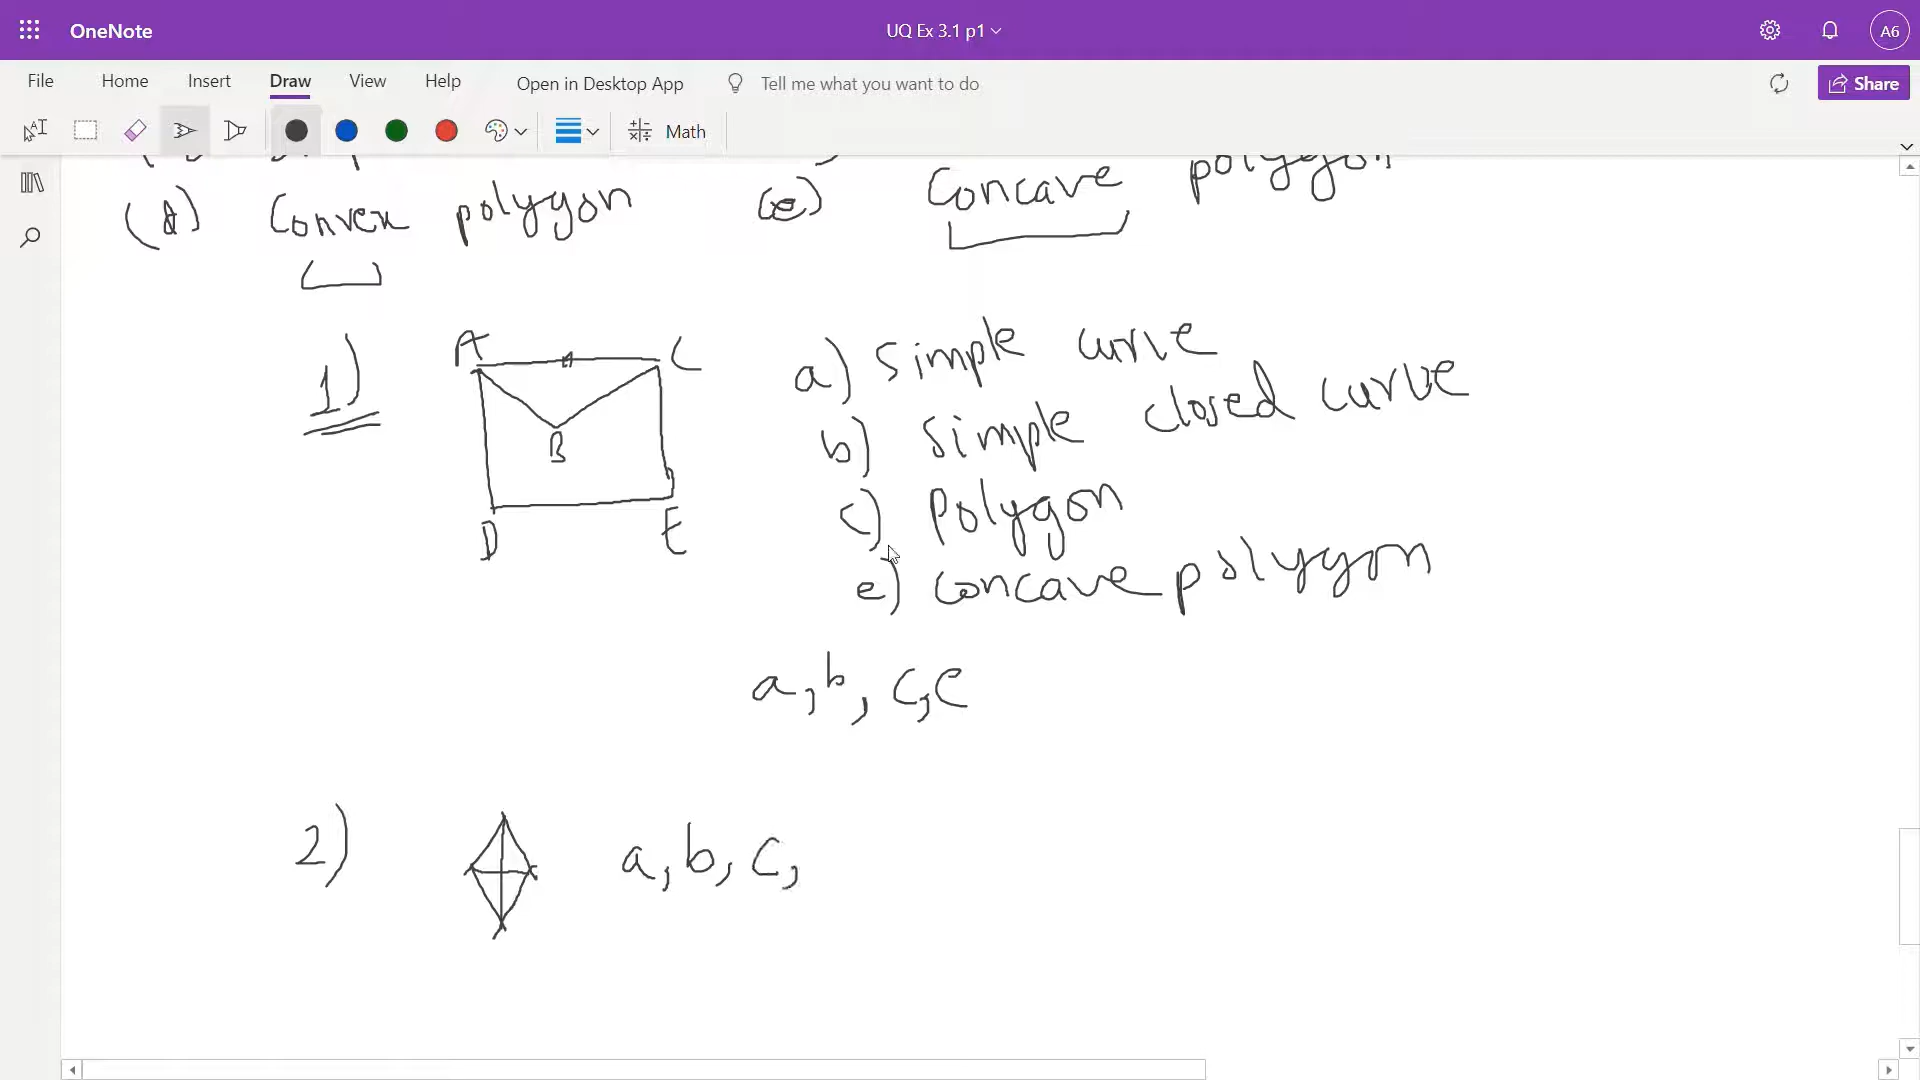 OneNote
UQ Ex 3.1 p1
A6
File Home Insert Draw View Help Open in Desktop App Tell me what you want to do
Share
Math
polygon
(d) Convex polygon (e) Concave
1)
A C
B
D E
a) simple curve
b) simple closed curve
c) polygon
e) concave polygon
a, b, c, e
2) a, b, c,